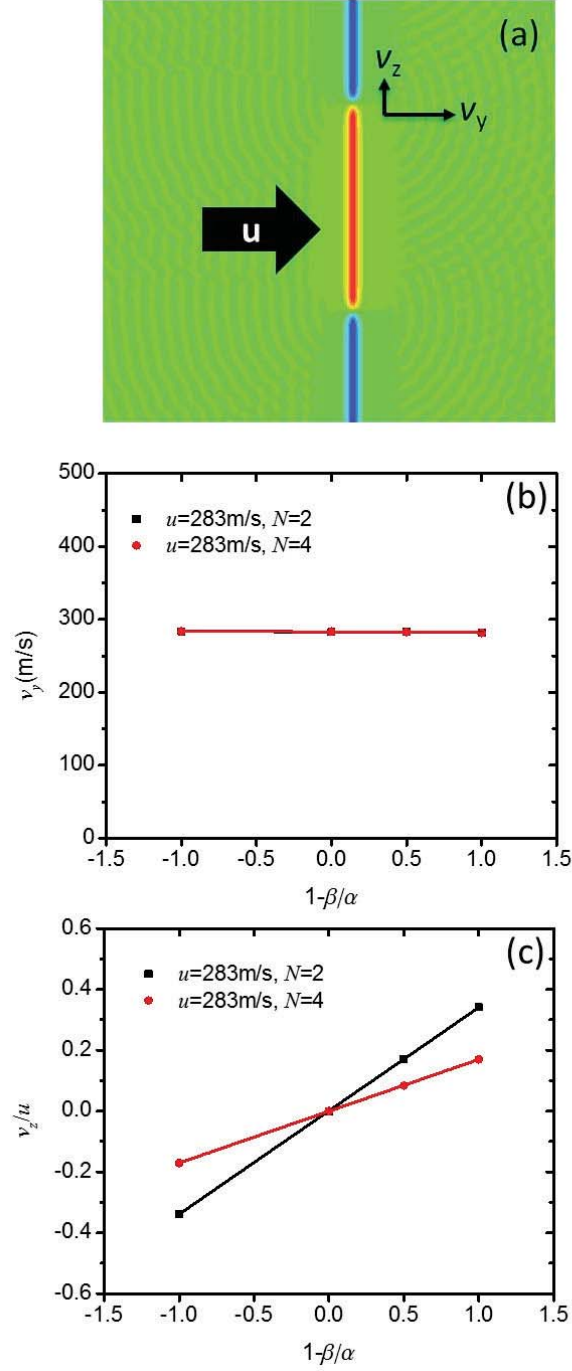 (a)
v_z
v_y
u
500
400
300
200
100
0
v_y(m/s)
(b)
u=283m/s, N=2
u=283m/s, N=4
-1.5 -1.0 -0.5 0.0 0.5 1.0 1.5
1-β/α
0.6
0.4
0.2
0.0
-0.2
-0.4
-0.6
v_z/u
(c)
u=283m/s, N=2
u=283m/s, N=4
-1.5 -1.0 -0.5 0.0 0.5 1.0 1.5
1-β/α